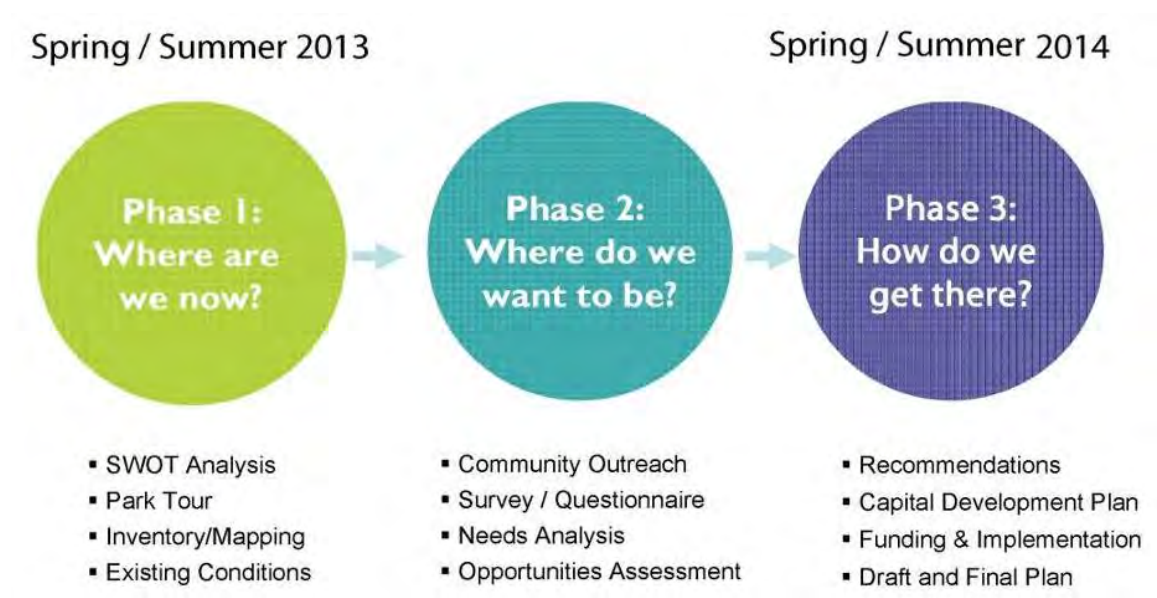 Spring / Summer 2013
Spring / Summer 2014
Phase 1:
Where are
we now?
Phase 2:
Where do we
want to be?
Phase 3:
How do we
get there?
▪ SWOT Analysis
▪ Park Tour
▪ Inventory/Mapping
▪ Existing Conditions
▪ Community Outreach
▪ Survey / Questionnaire
▪ Needs Analysis
▪ Opportunities Assessment
▪ Recommendations
▪ Capital Development Plan
▪ Funding & Implementation
▪ Draft and Final Plan